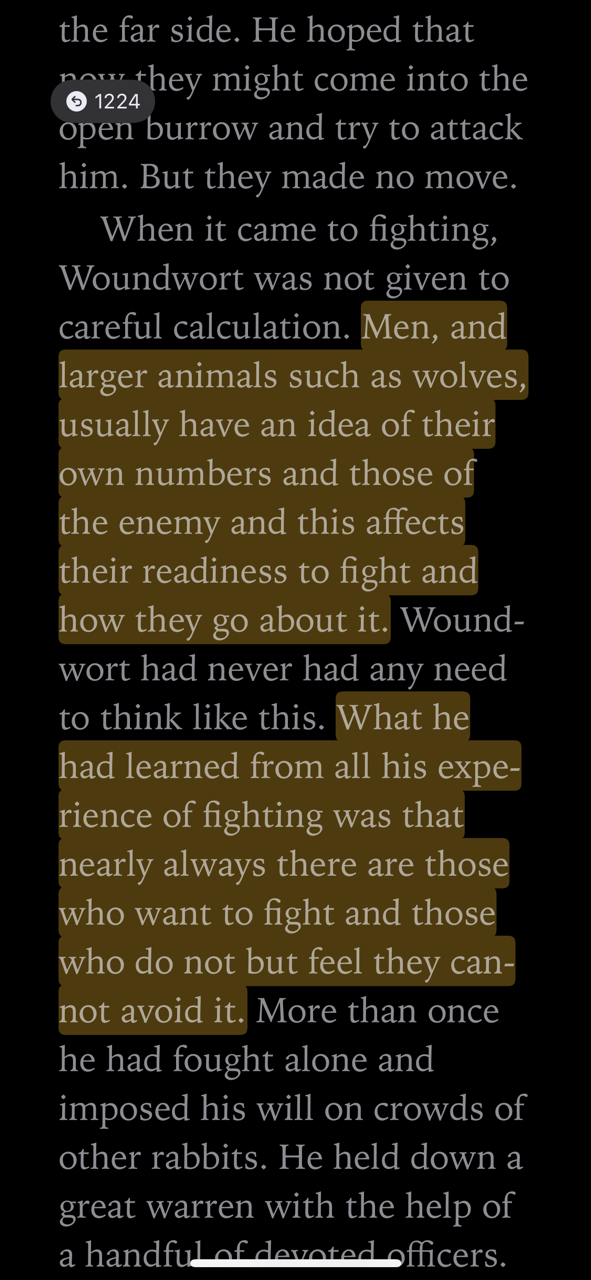 the far side. He hoped that
now they might come into the
1224
open burrow and try to attack
him. But they made no move.
When it came to fighting,
Woundwort was not given to
careful calculation. Men, and
larger animals such as wolves,
usually have an idea of their
own numbers and those of
the enemy and this affects
their readiness to fight and
how they go about it. Wound-
wort had never had any need
to think like this. What he
had learned from all his expe-
rience of fighting was that
nearly always there are those
who want to fight and those
who do not but feel they can-
not avoid it. More than once
he had fought alone and
imposed his will on crowds of
other rabbits. He held down a
great warren with the help of
a handful of devoted officers.